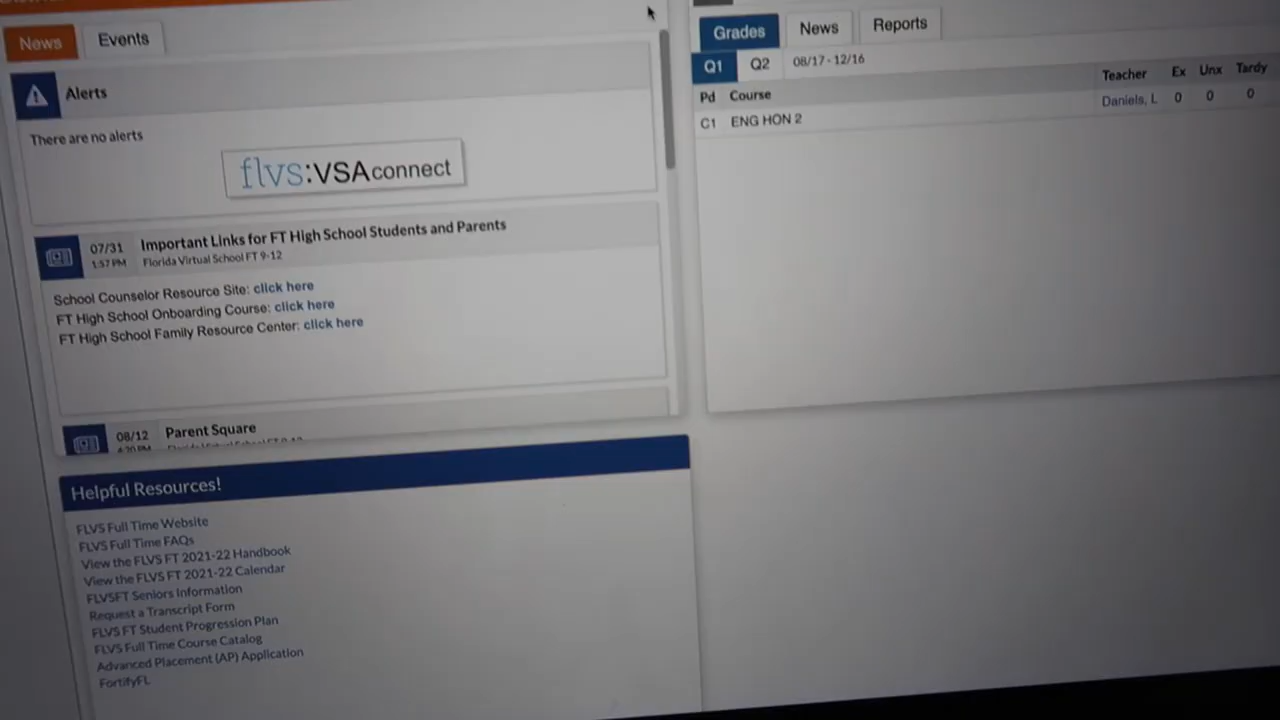 News Events
Alerts
There are no alerts
flvs:VSAconnect
07/31 Important Links for FT High School Students and Parents
1:57 PM Florida Virtual School FT 9-12
School Counselor Resource Site: click here
FT High School Onboarding Course: click here
FT High School Family Resource Center: click here
08/12 Parent Square
Helpful Resources!
FLVS Full Time Website
FLVS Full Time FAQs
View the FLVS FT 2021-22 Handbook
View the FLVS FT 2021-22 Calendar
FLVSFT Seniors Information
Request a Transcript Form
FLVS FT Student Progression Plan
FLVS Full Time Course Catalog
Advanced Placement (AP) Application
FortifyFL
Grades News Reports
Q1 Q2 08/17 - 12/16
Pd Course Teacher Ex Unx Tardy
C1 ENG HON 2 Daniels, L 0 0 0